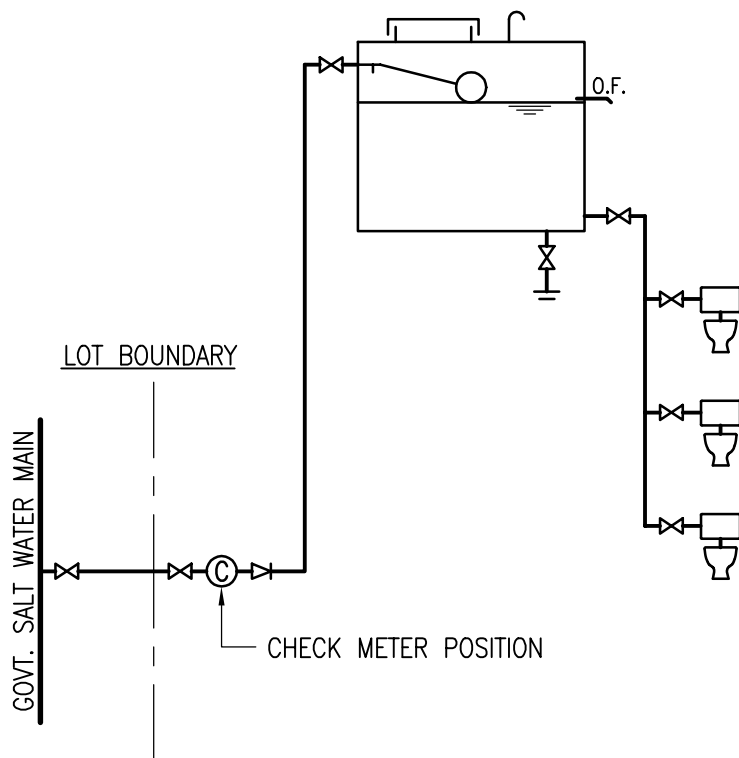 O.F.
LOT BOUNDARY
GOVT. SALT WATER MAIN
C
CHECK METER POSITION